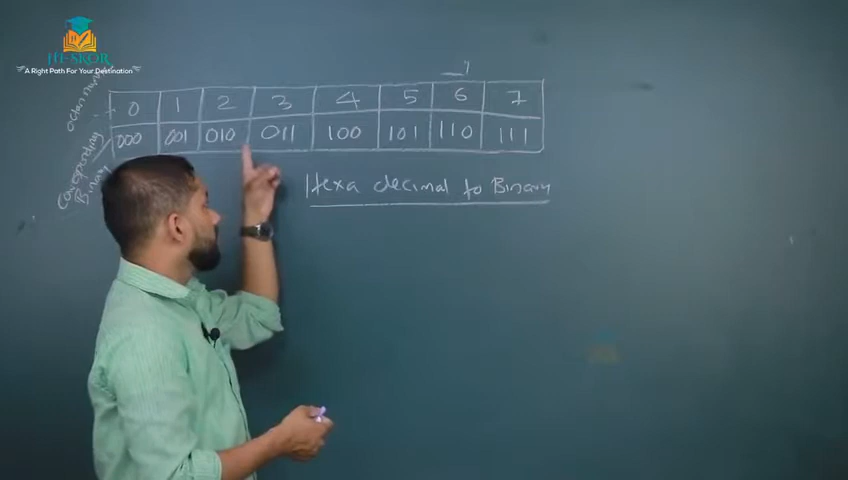 HI-SKOR
A Right Path For Your Destination
0 1 2 3 4 5 6 7
000 001 010 011 100 101 110 111
Corresponding
Binary
Hexa decimal to Binary